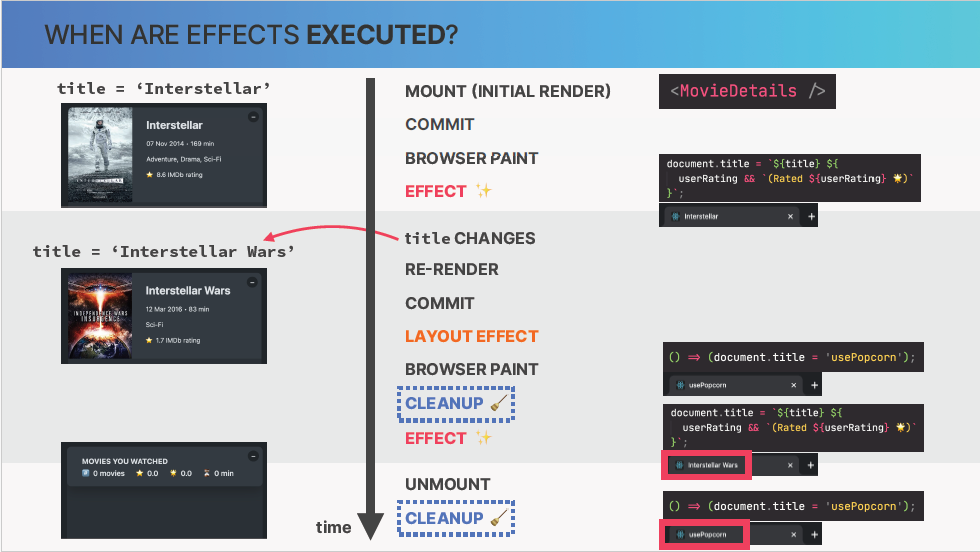 WHEN ARE EFFECTS EXECUTED?
title = ‘Interstellar’
Interstellar
07 Nov 2014 • 169 min
Adventure, Drama, Sci-Fi
⭐ 8.6 IMDb rating
INTERSTELLAR
MOUNT (INITIAL RENDER)
COMMIT
BROWSER PAINT
EFFECT ✨
<MovieDetails />
document.title = `${title} ${
userRating && `(Rated ${userRating} 🌟)`
}`;
Interstellar × +
title = ‘Interstellar Wars’
Interstellar Wars
12 Mar 2016 • 83 min
Sci-Fi
⭐ 1.7 IMDb rating
INDEPENDENCE WARS
INSURGENCE
title CHANGES
RE-RENDER
COMMIT
LAYOUT EFFECT
BROWSER PAINT
CLEANUP 🧹
EFFECT ✨
() => (document.title = 'usePopcorn');
usePopcorn × +
document.title = `${title} ${
userRating && `(Rated ${userRating} 🌟)`
}`;
Interstellar Wars × +
MOVIES YOU WATCHED
#️⃣ 0 movies ⭐ 0.0 🌟 0.0 ⏳ 0 min
time
UNMOUNT
CLEANUP 🧹
() => (document.title = 'usePopcorn');
usePopcorn × +